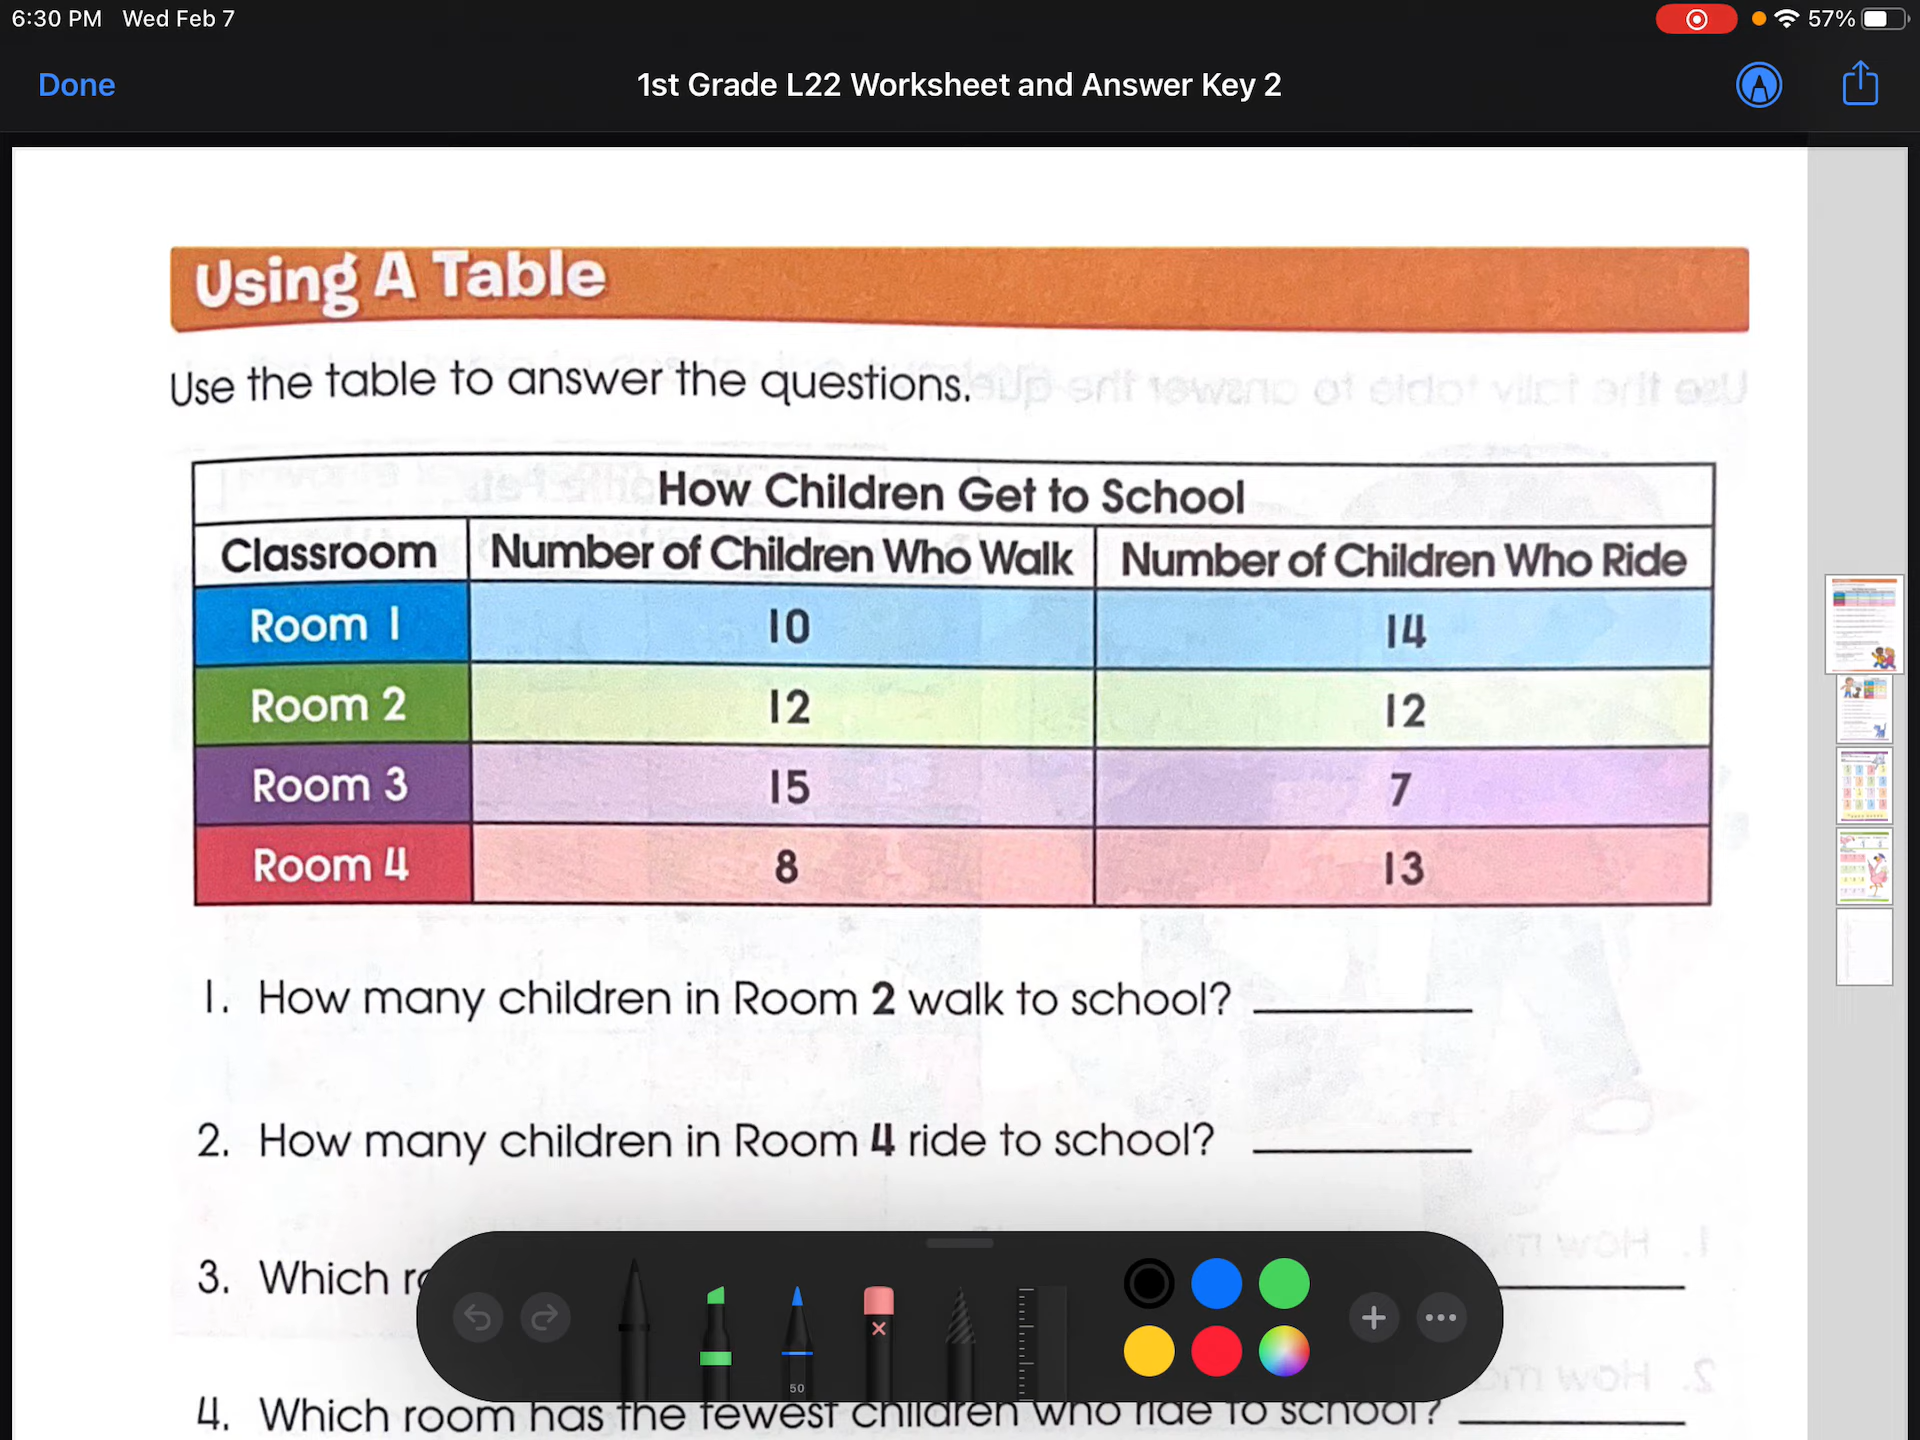 6:30 PM Wed Feb 7
57%
Done
1st Grade L22 Worksheet and Answer Key 2
Using A Table
Use the table to answer the questions.
How Children Get to School
Classroom Number of Children Who Walk Number of Children Who Ride
Room 1 10 14
Room 2 12 12
Room 3 15 7
Room 4 8 13
1. How many children in Room 2 walk to school?
2. How many children in Room 4 ride to school?
3. Which
50
4. Which room has the fewest children who ride to school?